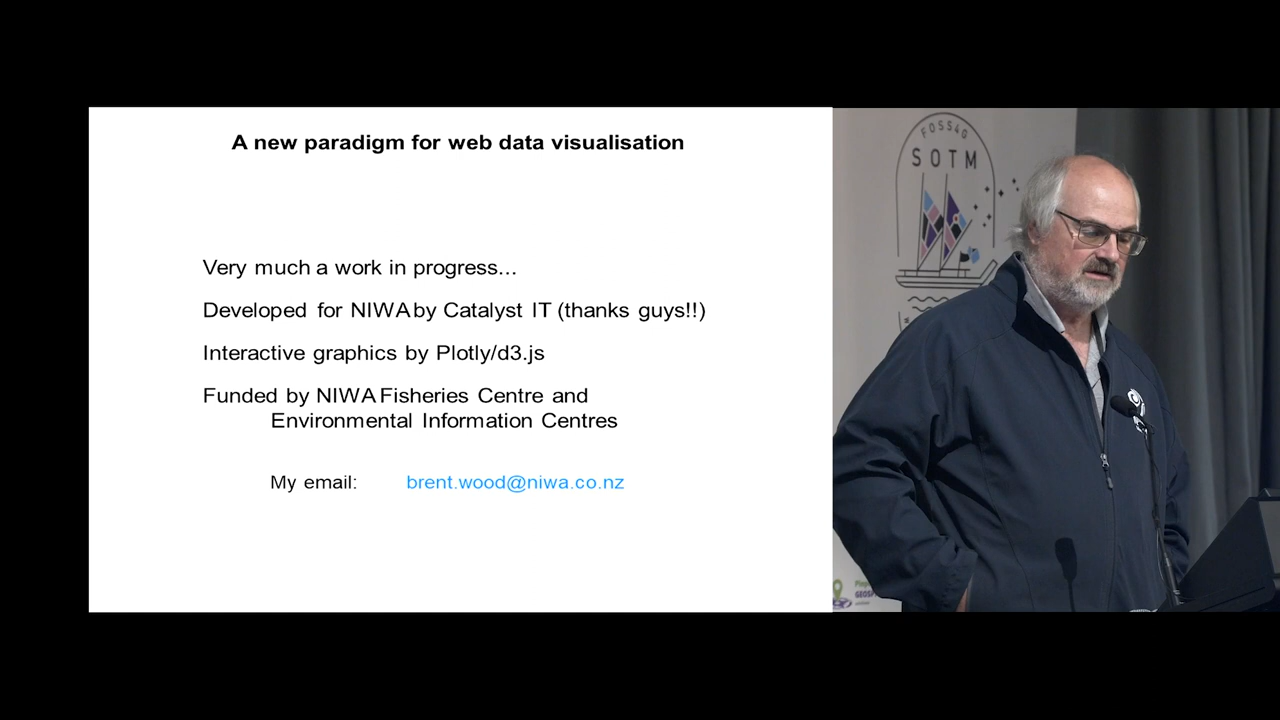 A new paradigm for web data visualisation
Very much a work in progress...
Developed for NIWA by Catalyst IT (thanks guys!!)
Interactive graphics by Plotly/d3.js
Funded by NIWA Fisheries Centre and
Environmental Information Centres
My email: brent.wood@niwa.co.nz
FOSS4G
SOTM